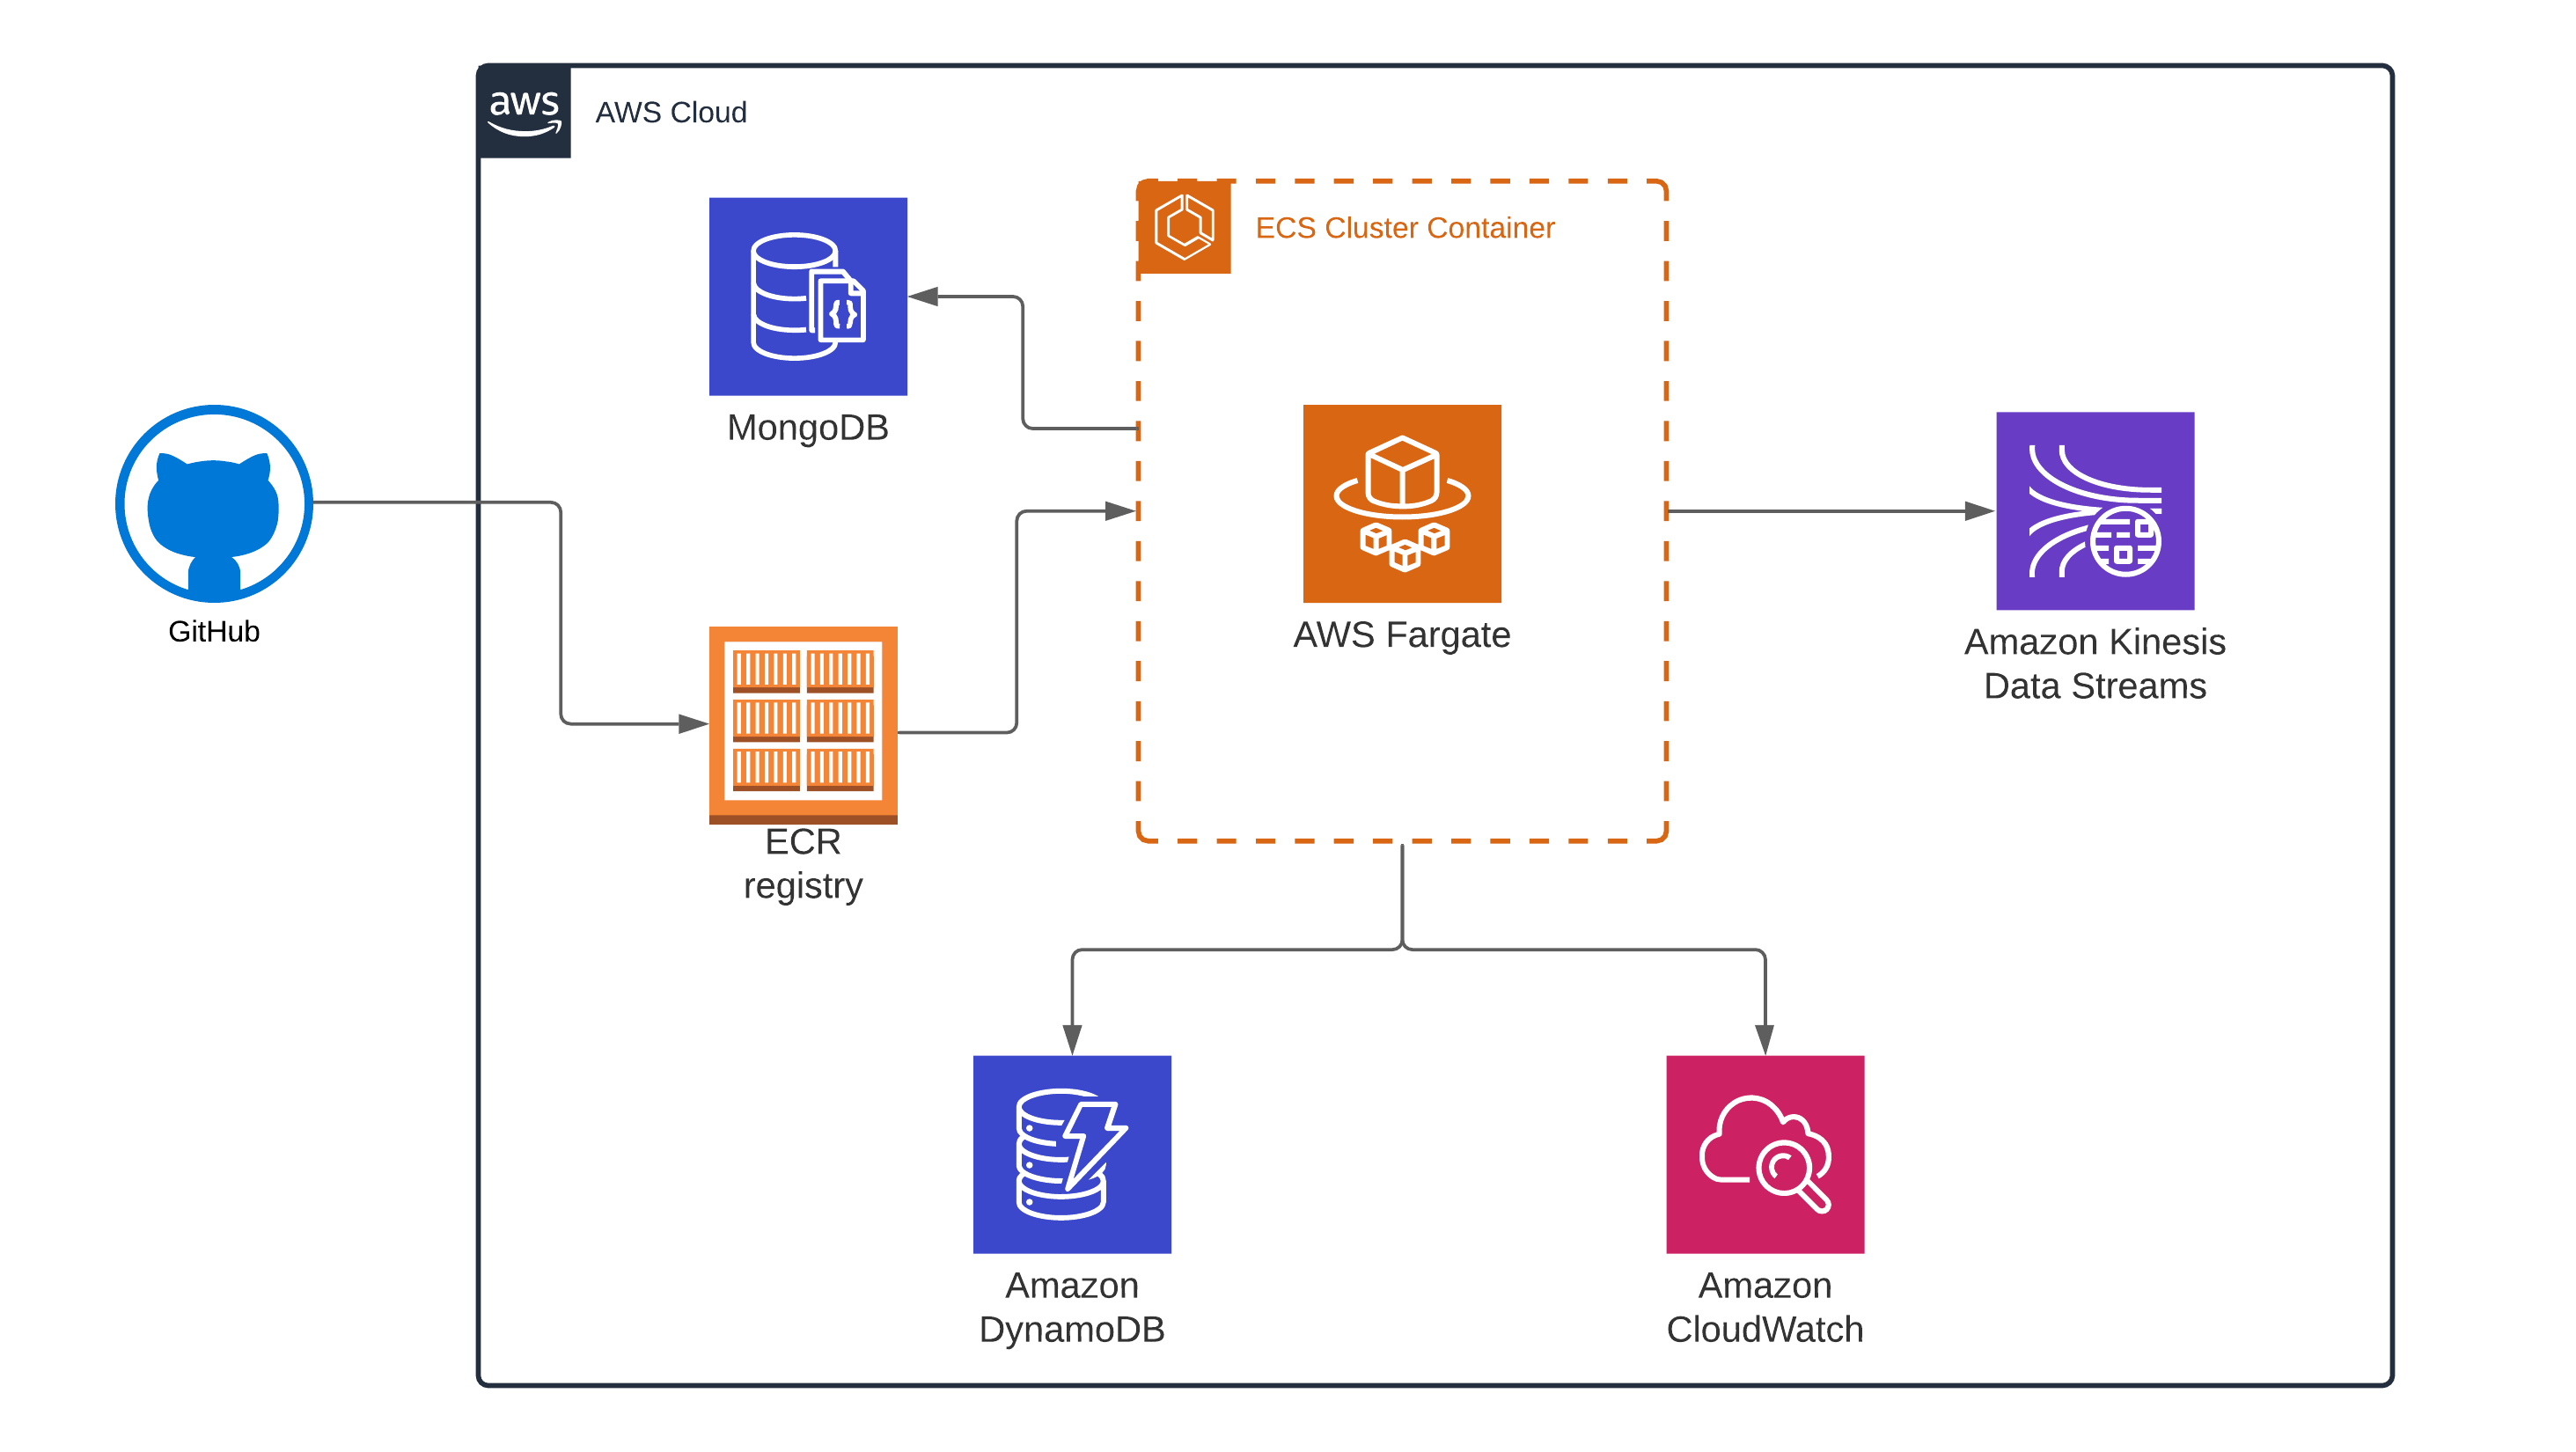 aws
AWS Cloud
ECS Cluster Container
MongoDB
GitHub
AWS Fargate
Amazon Kinesis
Data Streams
ECR
registry
Amazon
DynamoDB
Amazon
CloudWatch